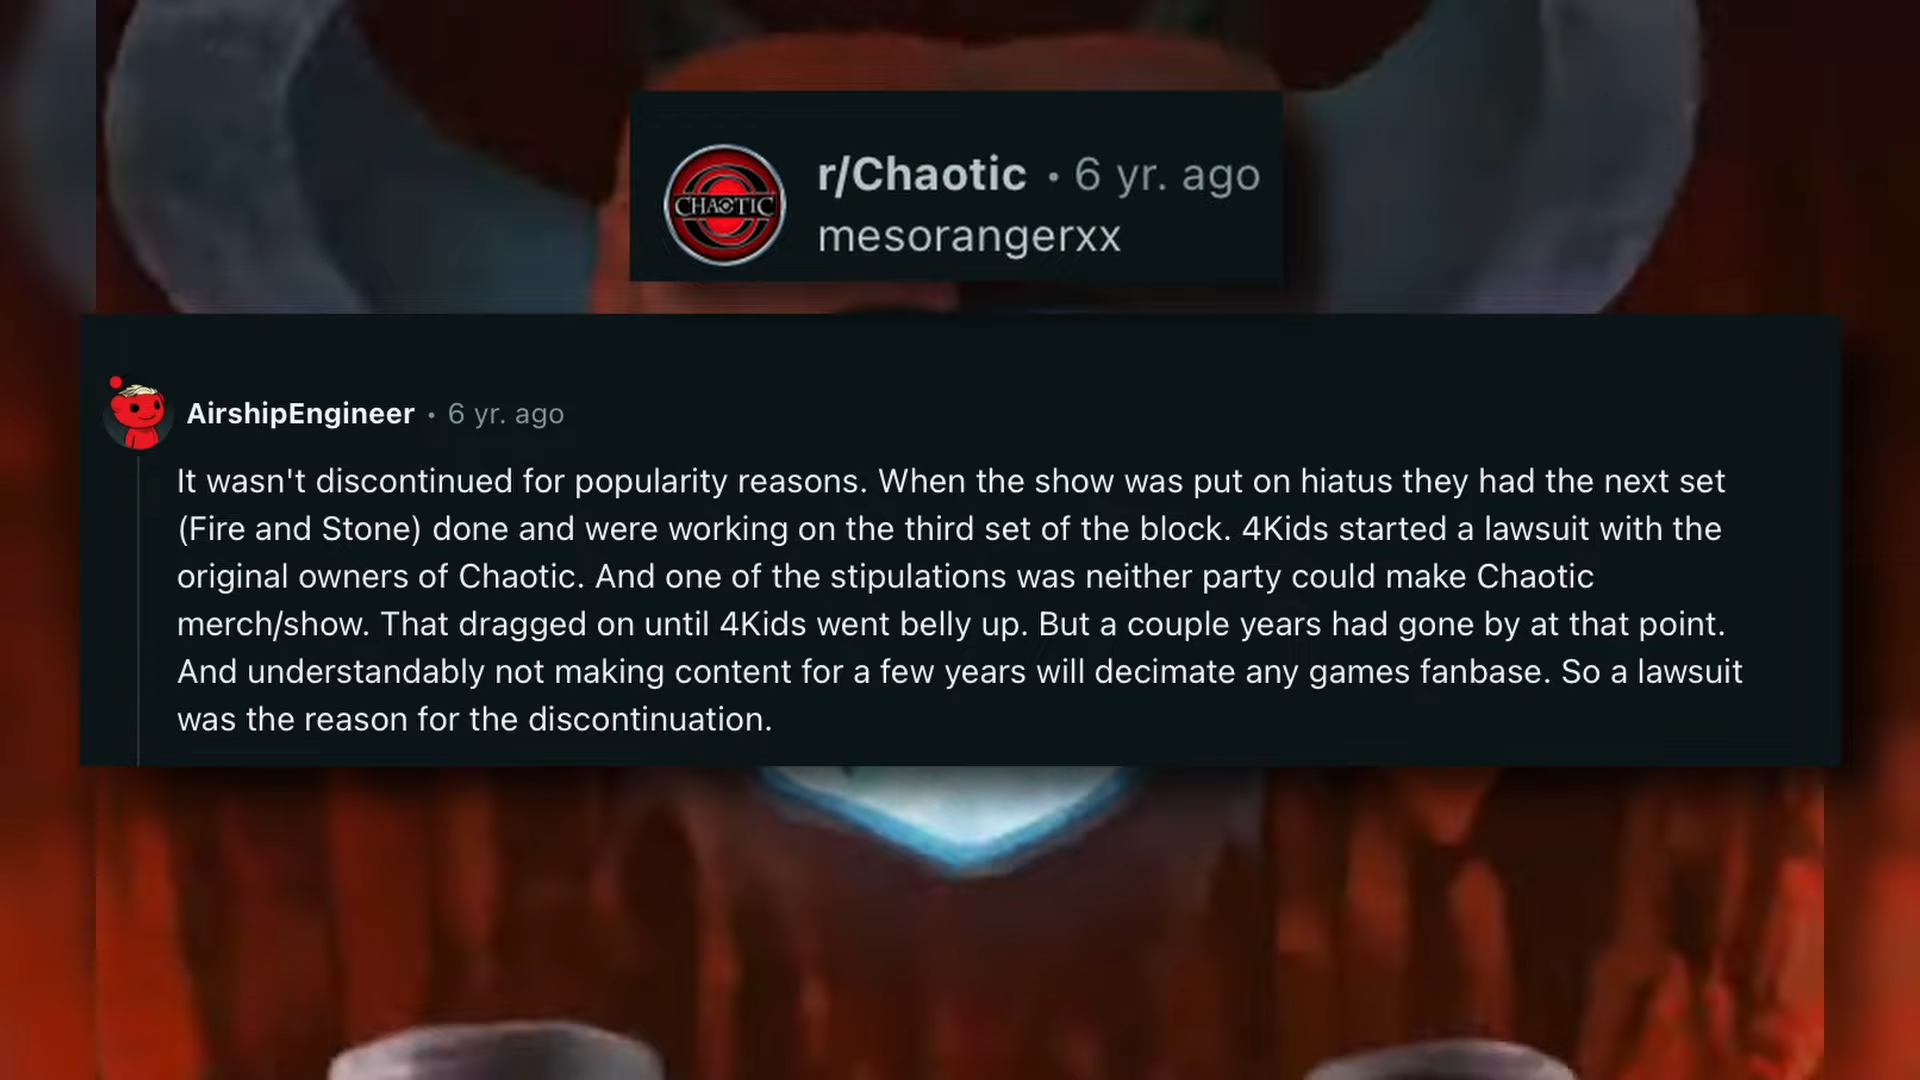 CHAOTIC
r/Chaotic • 6 yr. ago
mesorangerxx
AirshipEngineer • 6 yr. ago
It wasn't discontinued for popularity reasons. When the show was put on hiatus they had the next set
(Fire and Stone) done and were working on the third set of the block. 4Kids started a lawsuit with the
original owners of Chaotic. And one of the stipulations was neither party could make Chaotic
merch/show. That dragged on until 4Kids went belly up. But a couple years had gone by at that point.
And understandably not making content for a few years will decimate any games fanbase. So a lawsuit
was the reason for the discontinuation.